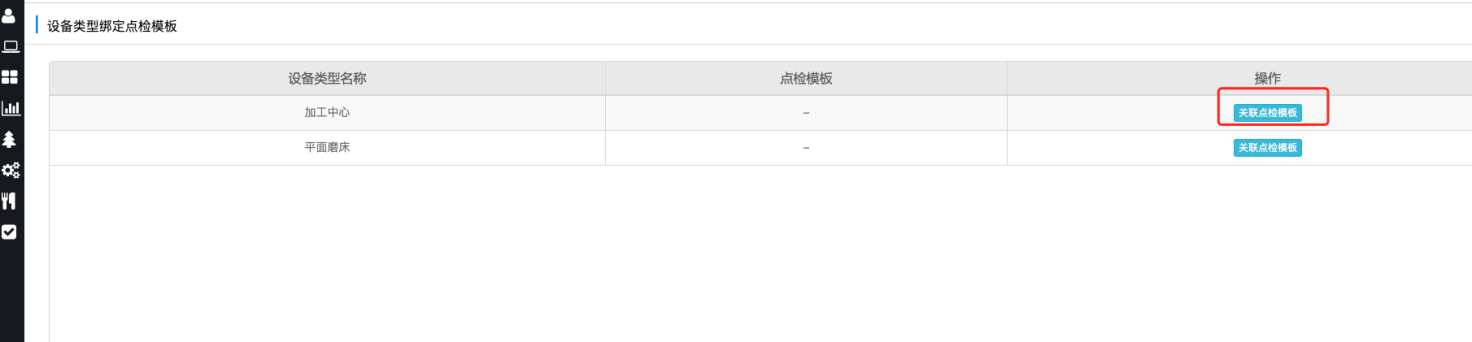 设备类型绑定点检模板
设备类型名称 点检模板 操作
加工中心 – 关联点检模板
平面磨床 – 关联点检模板